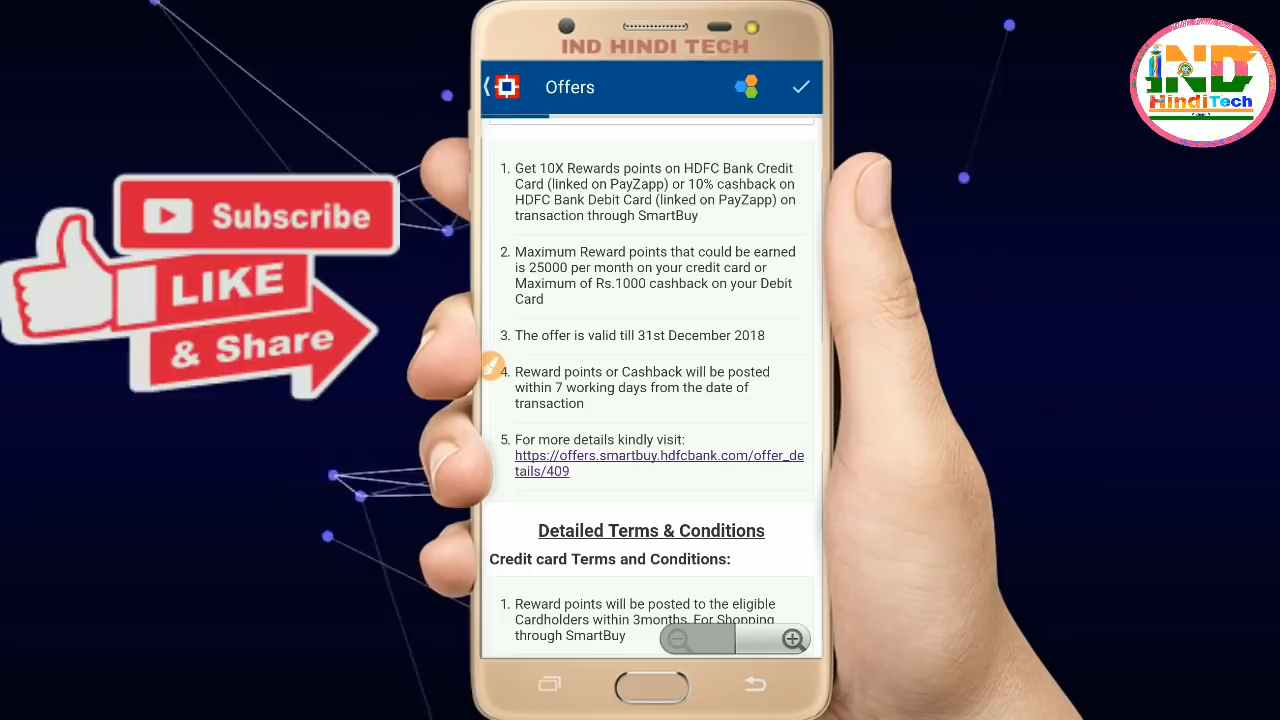 IND HINDI TECH
Offers
1. Get 10X Rewards points on HDFC Bank Credit
Card (linked on PayZapp) or 10% cashback on
HDFC Bank Debit Card (linked on PayZapp) on
transaction through SmartBuy
2. Maximum Reward points that could be earned
is 25000 per month on your credit card or
Maximum of Rs.1000 cashback on your Debit
Card
3. The offer is valid till 31st December 2018
4. Reward points or Cashback will be posted
within 7 working days from the date of
transaction
5. For more details kindly visit:
https://offers.smartbuy.hdfcbank.com/offer_de
tails/409
Detailed Terms & Conditions
Credit card Terms and Conditions:
1. Reward points will be posted to the eligible
Cardholders within 3months. For Shopping
through SmartBuy
Subscribe
LIKE
& Share
iND
HindiTech